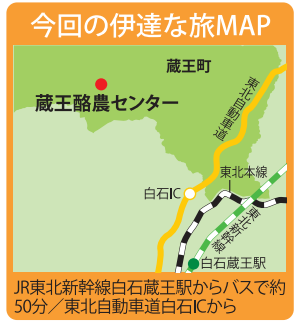 今回の伊達な旅MAP
蔵王町
蔵王酪農センター
東北自動車道
東北本線
白石IC
東北新幹線
白石蔵王駅
JR東北新幹線白石蔵王駅からバスで約
50分／東北自動車道白石ICから